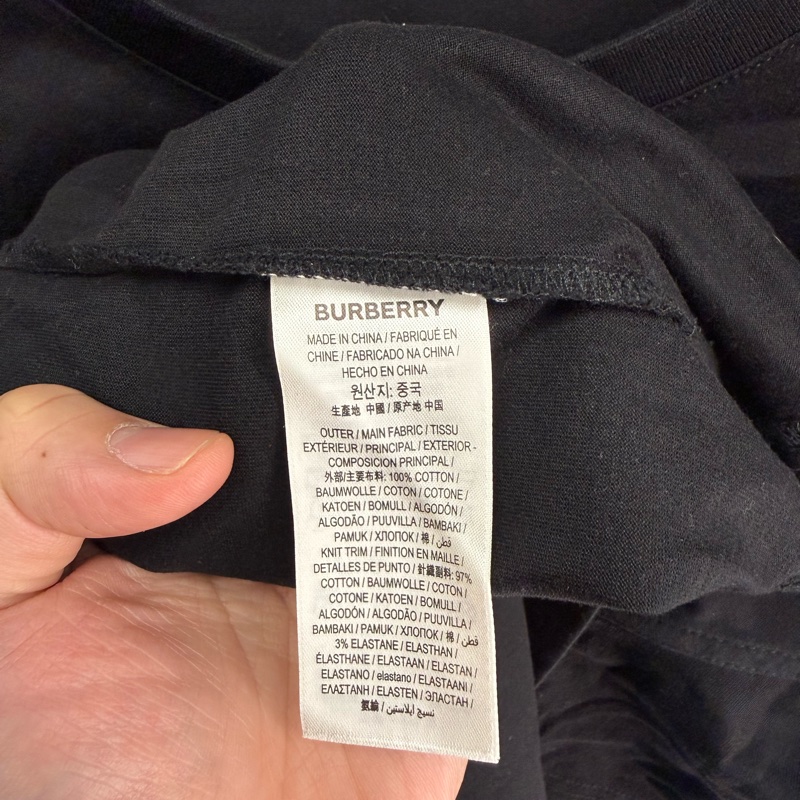 BURBERRY
MADE IN CHINA / FABRIQUÉ EN
CHINE / FABRICADO NA CHINA /
HECHO EN CHINA
원산지: 중국
生產地 中國 / 原产地 中国
OUTER / MAIN FABRIC / TISSU
EXTÉRIEUR / PRINCIPAL / EXTERIOR -
COMPOSICION PRINCIPAL /
外部/主要布料: 100% COTTON /
BAUMWOLLE / COTON / COTONE /
KATOEN / BOMULL / ALGODÓN /
ALGODÃO / PUUVILLA / BAMBAKI /
PAMUK / ХЛОПОК / 棉 / قطن
KNIT TRIM / FINITION EN MAILLE /
DETALLES DE PUNTO / 針織副料: 97%
COTTON / BAUMWOLLE / COTON /
COTONE / KATOEN / BOMULL /
ALGODÓN / ALGODÃO / PUUVILLA /
BAMBAKI / PAMUK / ХЛОПОК / 棉 / قطن
3% ELASTANE / ELASTHAN /
ÉLASTHANE / ELASTAAN / ELASTAN /
ELASTANO / elastano / ELASTAANI /
ΕΛΑΣΤΑΝΗ / ELASTEN / ЭЛАСТАН /
氨綸 / نسيج ايلاستين